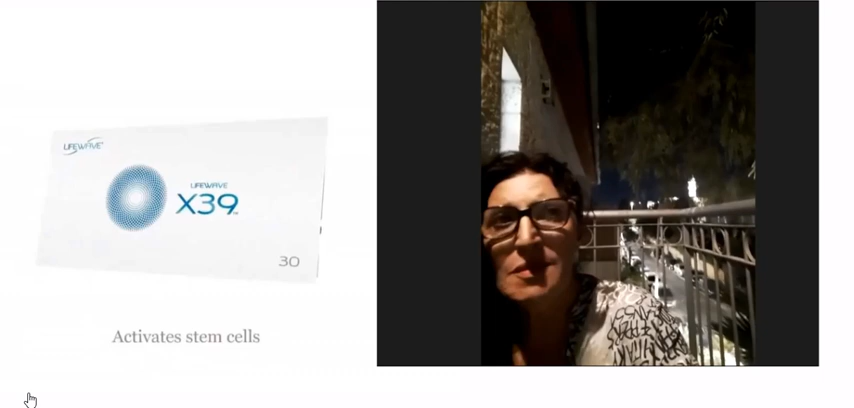 LIFEWAVE
LIFEWAVE
X39
30
Activates stem cells